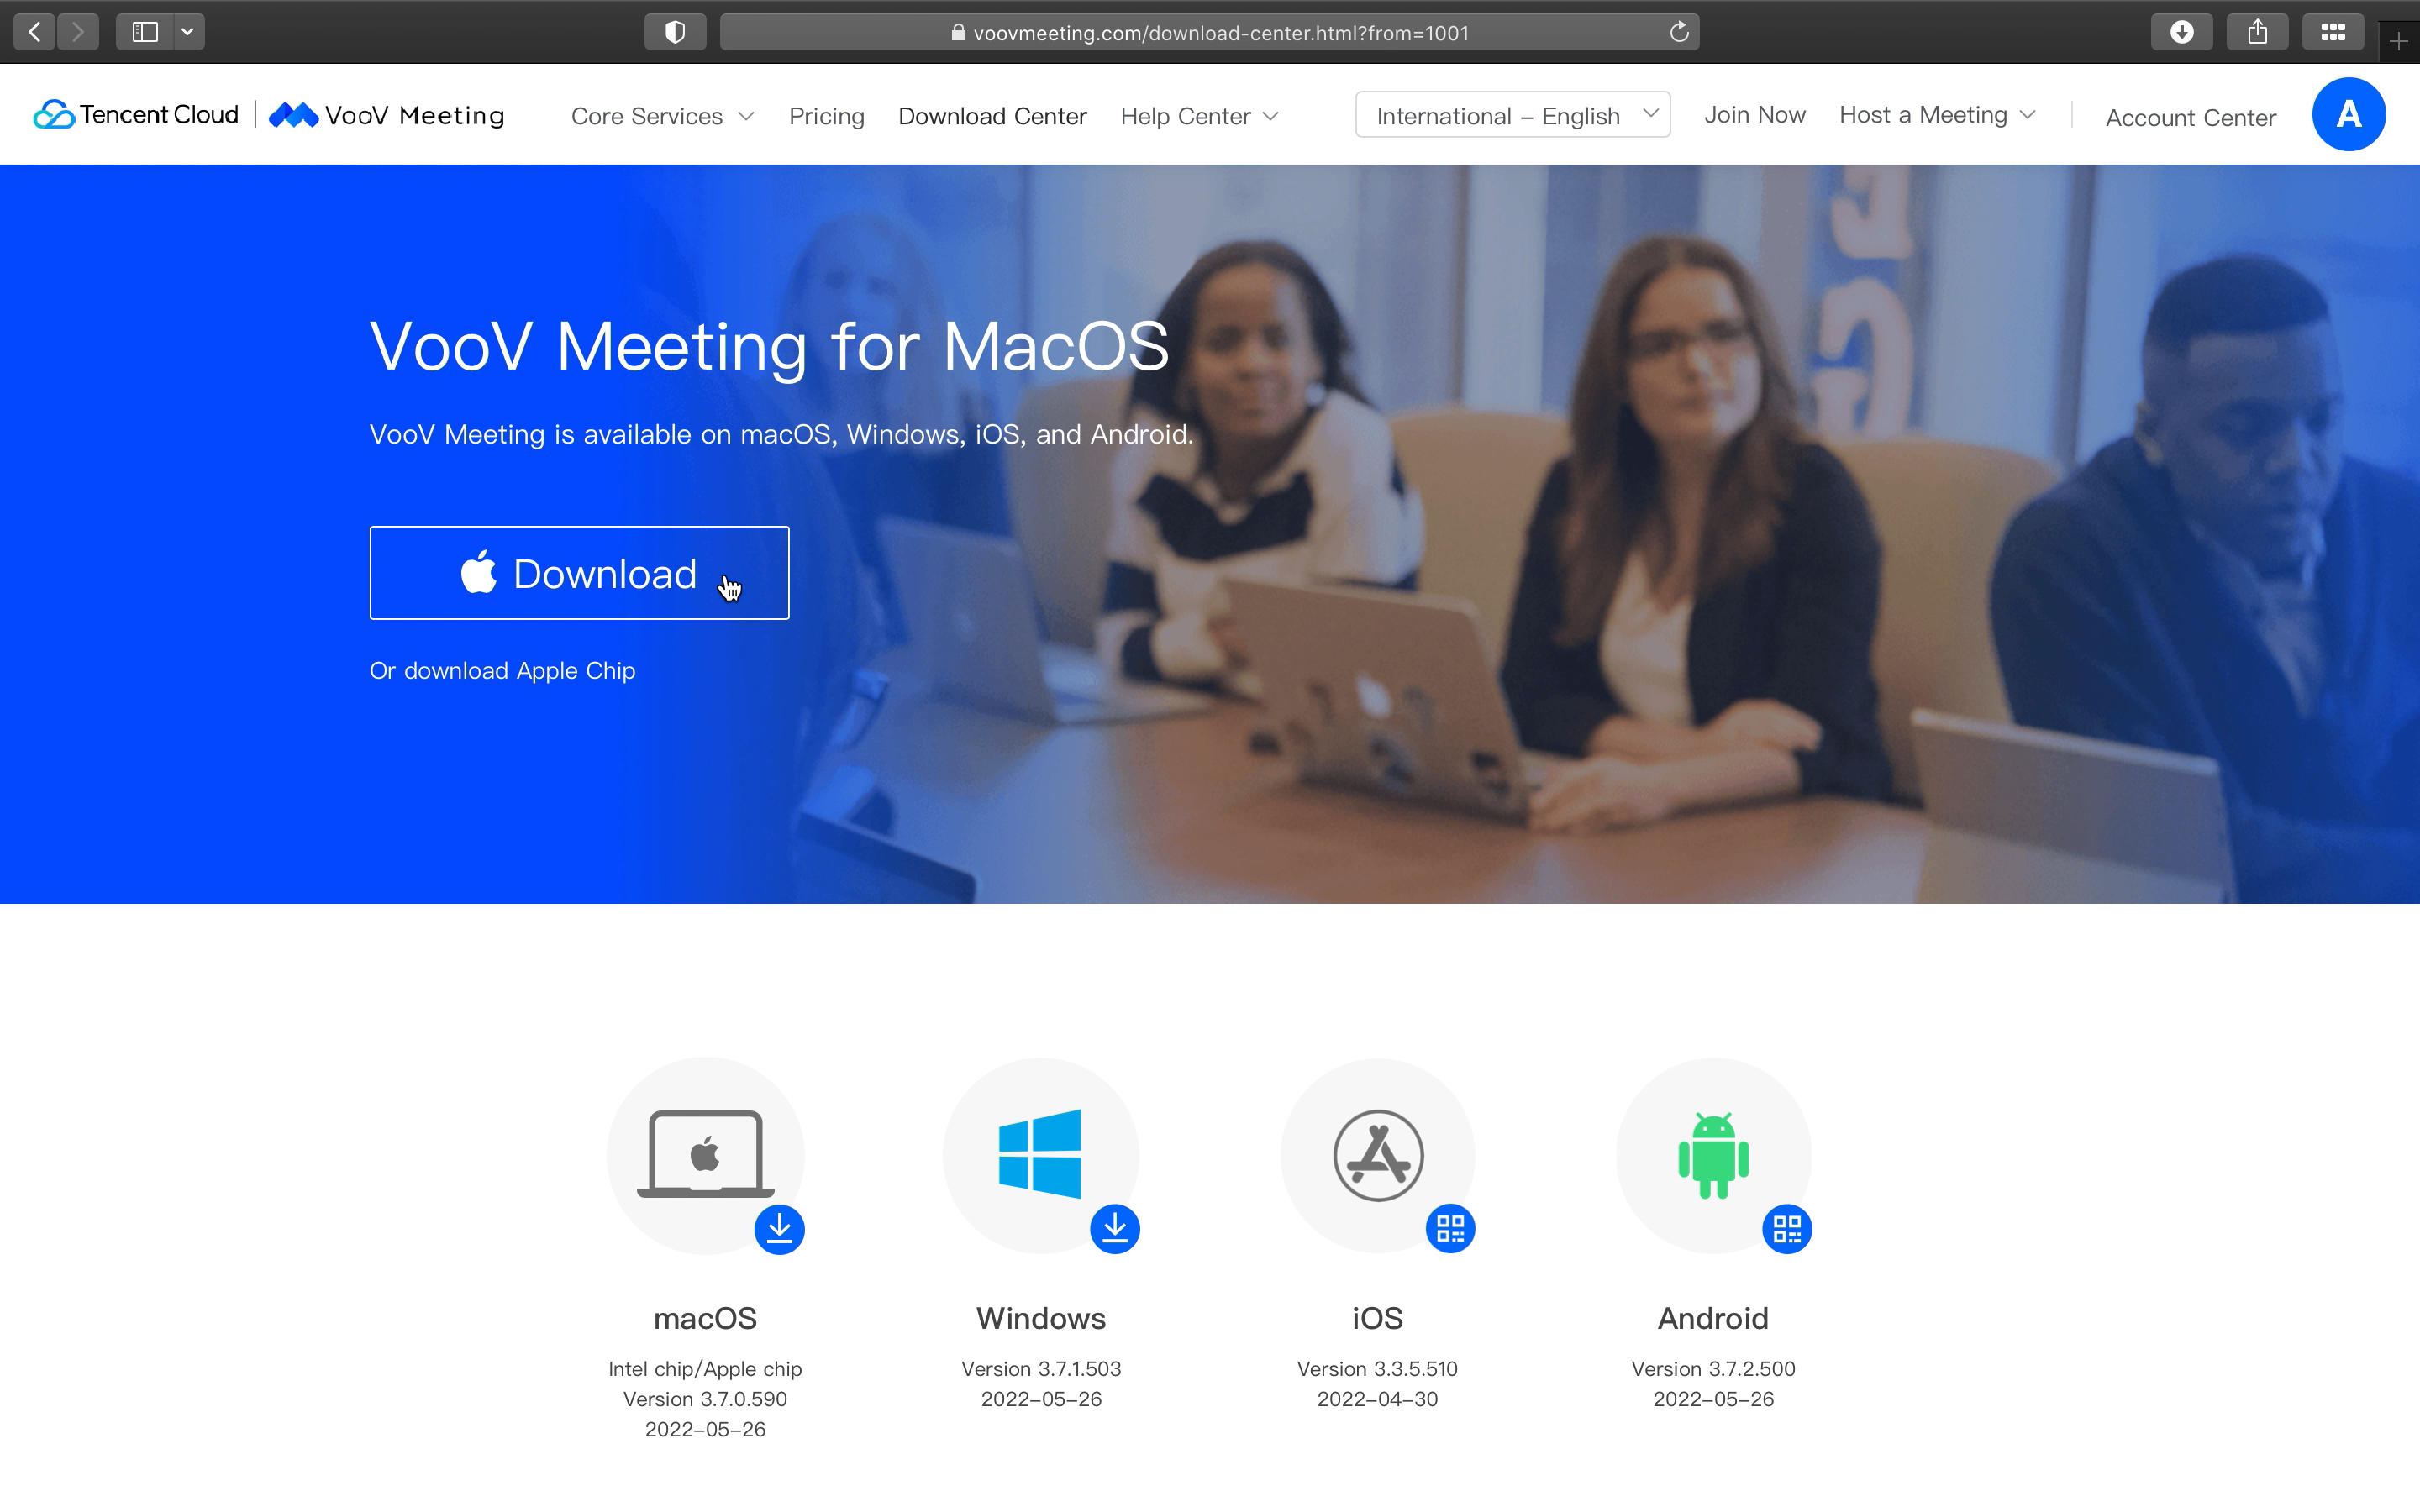 voovmeeting.com/download-center.html?from=1001
Tencent Cloud VooV Meeting Core Services Pricing Download Center Help Center International – English Join Now Host a Meeting Account Center A
VooV Meeting for MacOS
VooV Meeting is available on macOS, Windows, iOS, and Android.
Download
Or download Apple Chip
macOS
Intel chip/Apple chip
Version 3.7.0.590
2022–05–26
Windows
Version 3.7.1.503
2022–05–26
iOS
Version 3.3.5.510
2022–04–30
Android
Version 3.7.2.500
2022–05–26